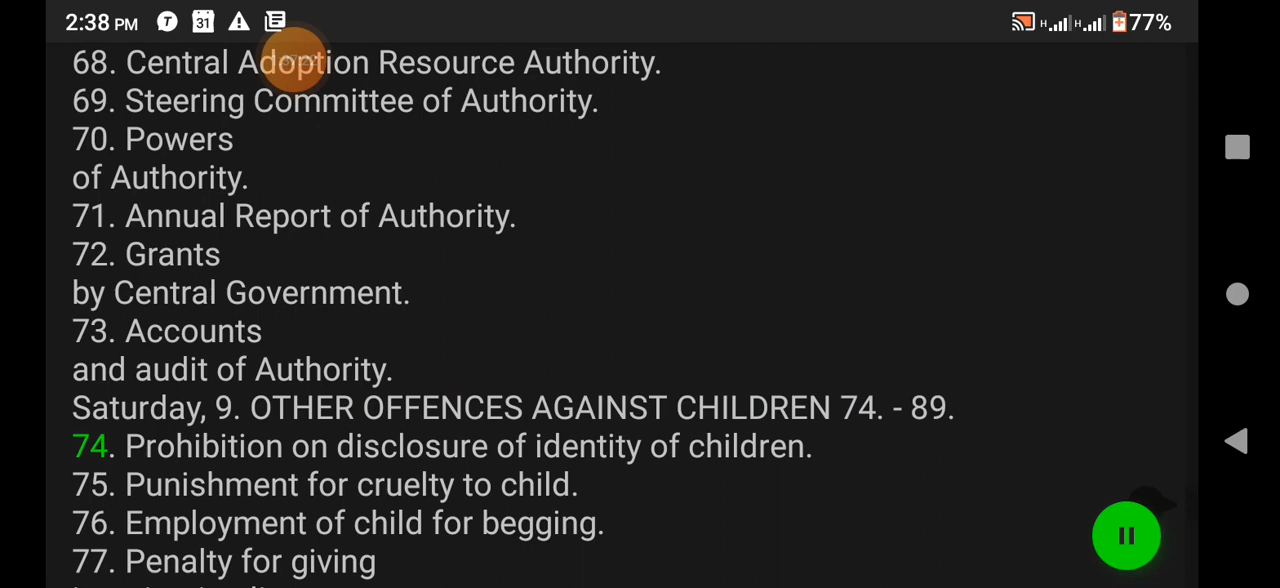 2:38 PM T 31 H H 77%
68. Central Adoption Resource Authority.
69. Steering Committee of Authority.
70. Powers
of Authority.
71. Annual Report of Authority.
72. Grants
by Central Government.
73. Accounts
and audit of Authority.
Saturday, 9. OTHER OFFENCES AGAINST CHILDREN 74. - 89.
74. Prohibition on disclosure of identity of children.
75. Punishment for cruelty to child.
76. Employment of child for begging.
77. Penalty for giving